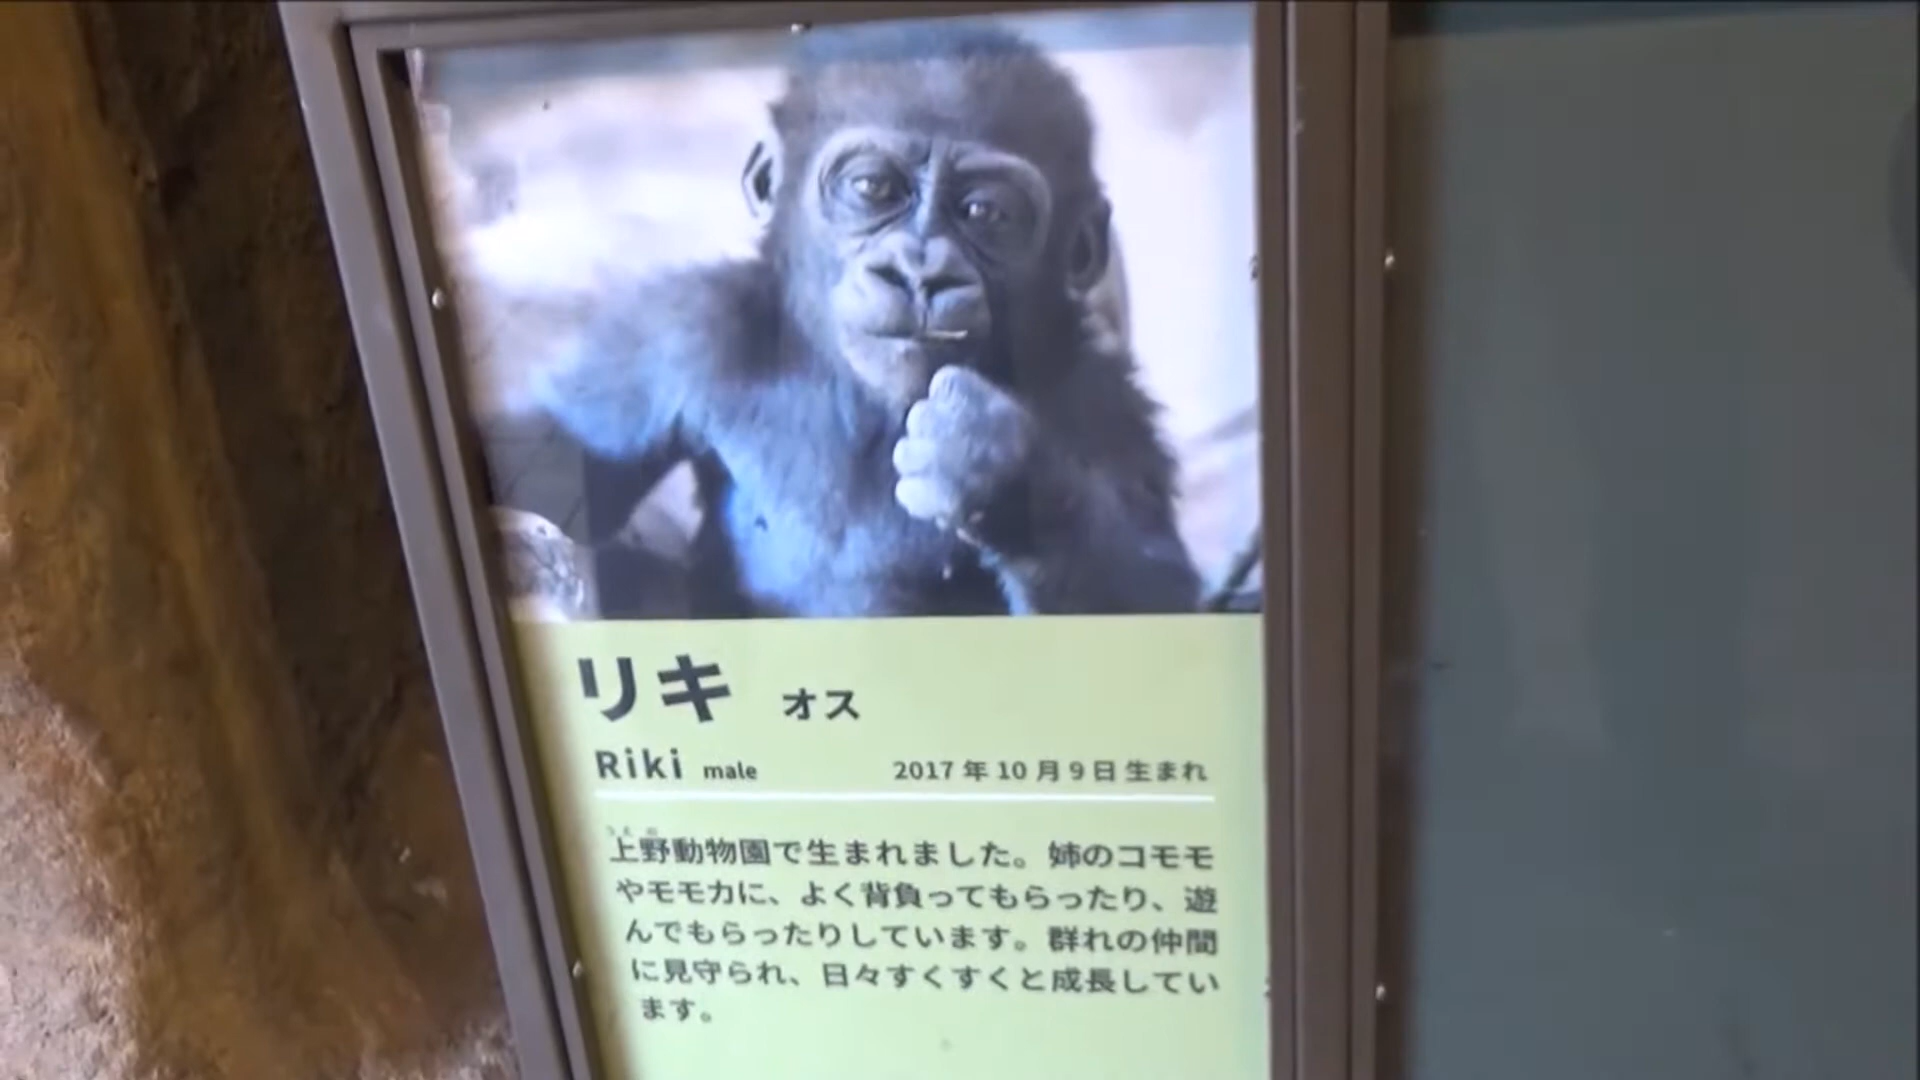 リキ オス
Riki male 2017年10月9日生まれ
うえの
上野動物園で生まれました。姉のコモモ
やモモカに、よく背負ってもらったり、遊
んでもらったりしています。群れの仲間
に見守られ、日々すくすくと成長してい
ます。